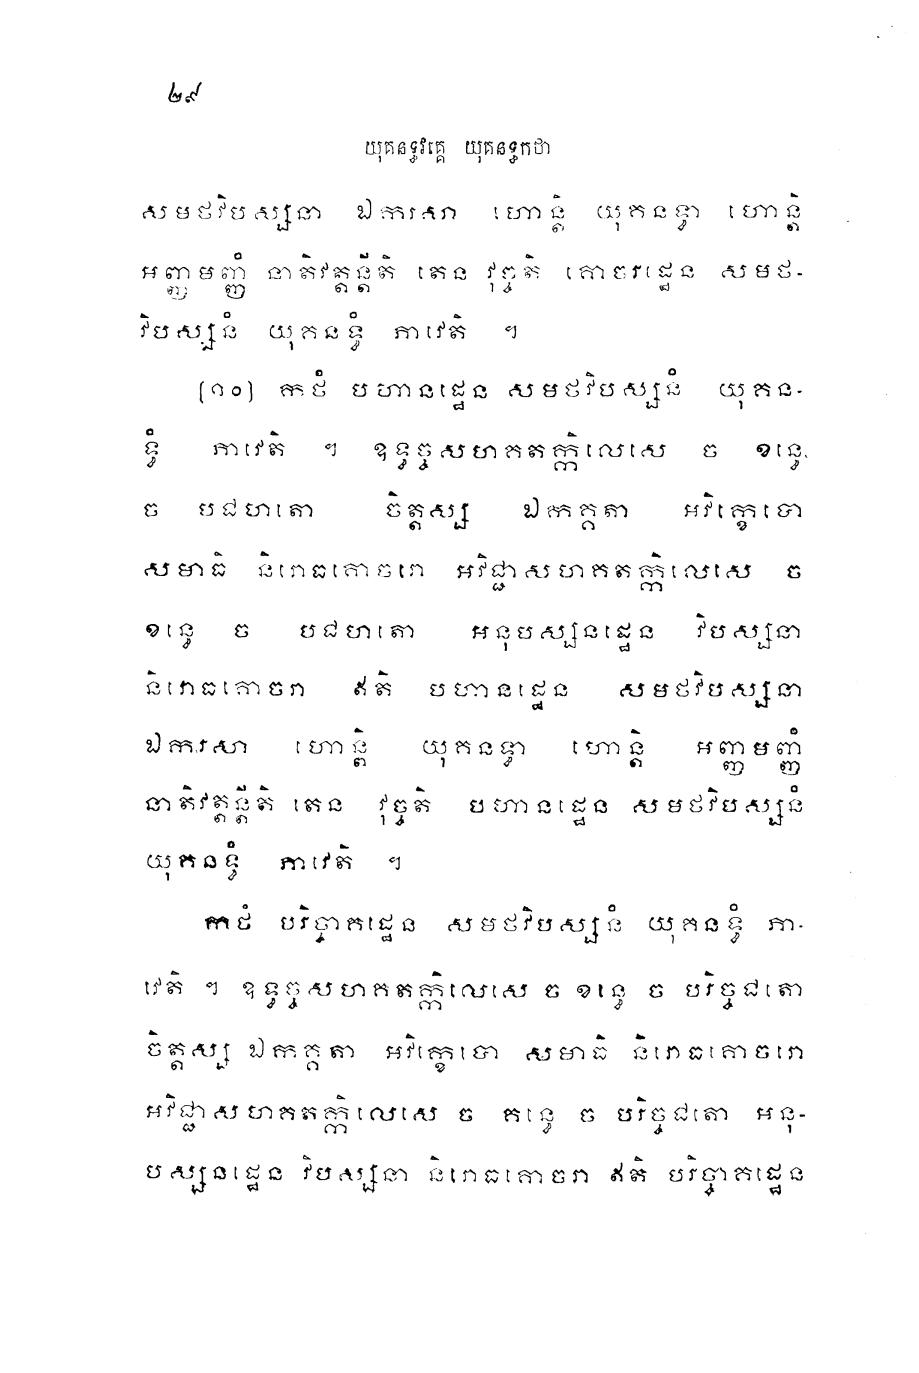 ២៩
យុគនទ្ធវគ្គេ យុគនទ្ធកថា
សមថវិបស្សនា ឯករសា ហោន្តិ យុគនទ្ធា ហោន្តិ
អញ្ញមញ្ញំ នាតិវត្តន្តីតិ តេន វុច្ចតិ គោចរដ្ឋេន សមថ-
វិបស្សនំ យុគនទ្ធំ ភាវេតិ ។
(១០) កថំ បហានដ្ឋេន សមថវិបស្សនំ យុគន-
ទ្ធំ ភាវេតិ ។ ឧទ្ធច្ចសហគតក្កិលេសេ ច ខន្ធេ
ច បជហតោ ចិត្តស្ស ឯកគ្គតា អវិក្ខេបោ
សមាធិ និរោធគោចរោ អវិជ្ជាសហគតក្កិលេសេ ច
ខន្ធេ ច បជហតោ អនុបស្សនដ្ឋេន វិបស្សនា
និរោធគោចរា ឥតិ បហានដ្ឋេន សមថវិបស្សនា
ឯករសា ហោន្តិ យុគនទ្ធា ហោន្តិ អញ្ញមញ្ញំ
នាតិវត្តន្តីតិ តេន វុច្ចតិ បហានដ្ឋេន សមថវិបស្សនំ
យុគនទ្ធំ ភាវេតិ ។
កថំ បរិច្ចាគដ្ឋេន សមថវិបស្សនំ យុគនទ្ធំ ភា-
វេតិ ។ ឧទ្ធច្ចសហគតក្កិលេសេ ច ខន្ធេ ច បរិច្ចជតោ
ចិត្តស្ស ឯកគ្គតា អវិក្ខេបោ សមាធិ និរោធគោចរោ
អវិជ្ជាសហគតក្កិលេសេ ច គន្ធេ ច បរិច្ចជតោ អនុ-
បស្សនដ្ឋេន វិបស្សនា និរោធគោចរា ឥតិ បរិច្ចាគដ្ឋេន